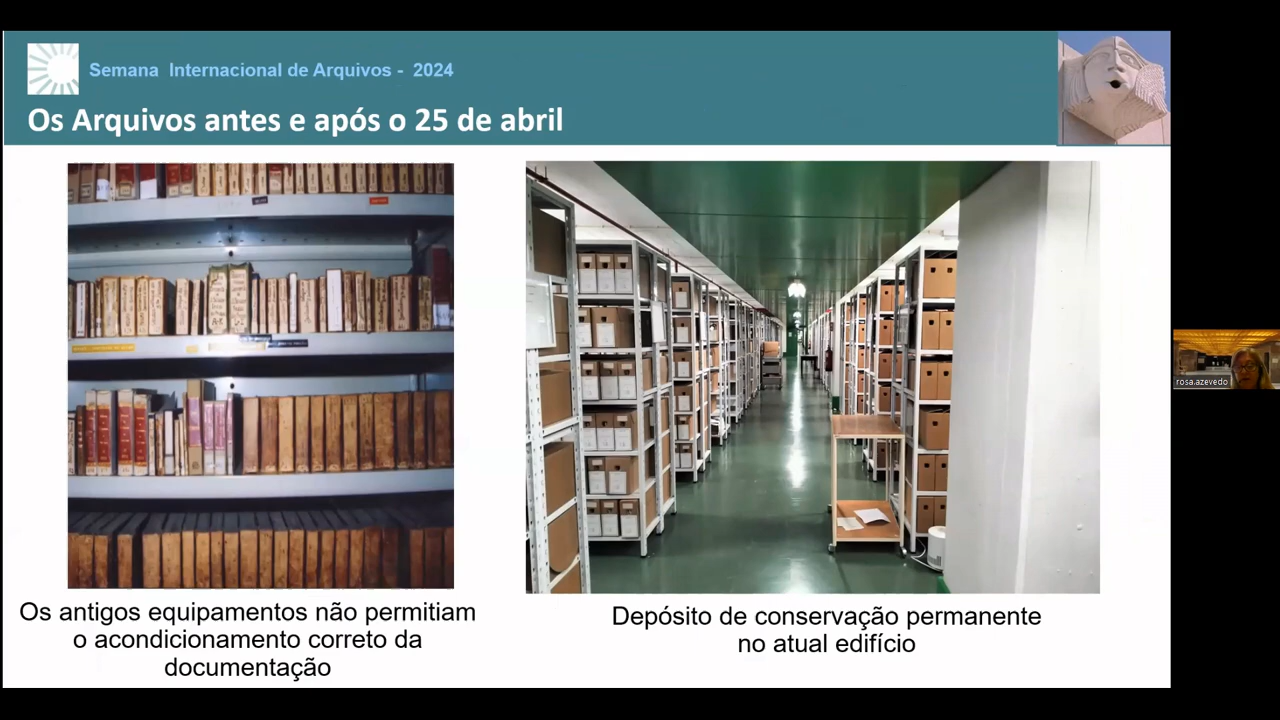 Semana Internacional de Arquivos - 2024
Os Arquivos antes e após o 25 de abril
Os antigos equipamentos não permitiam
o acondicionamento correto da
documentação
Depósito de conservação permanente
no atual edifício
rosa.azevedo